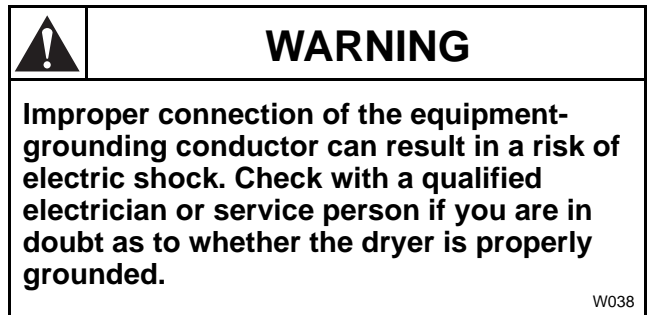 WARNING
Improper connection of the equipment-
grounding conductor can result in a risk of
electric shock. Check with a qualified
electrician or service person if you are in
doubt as to whether the dryer is properly
grounded.
W038